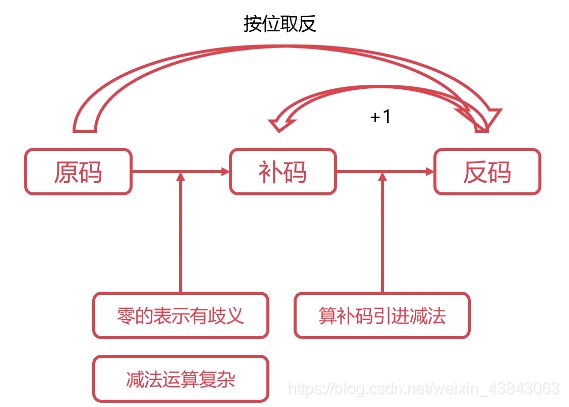 按位取反
+1
原码
补码
反码
零的表示有歧义
算补码引进减法
减法运算复杂
https://blog.csdn.net/weixin_43843063